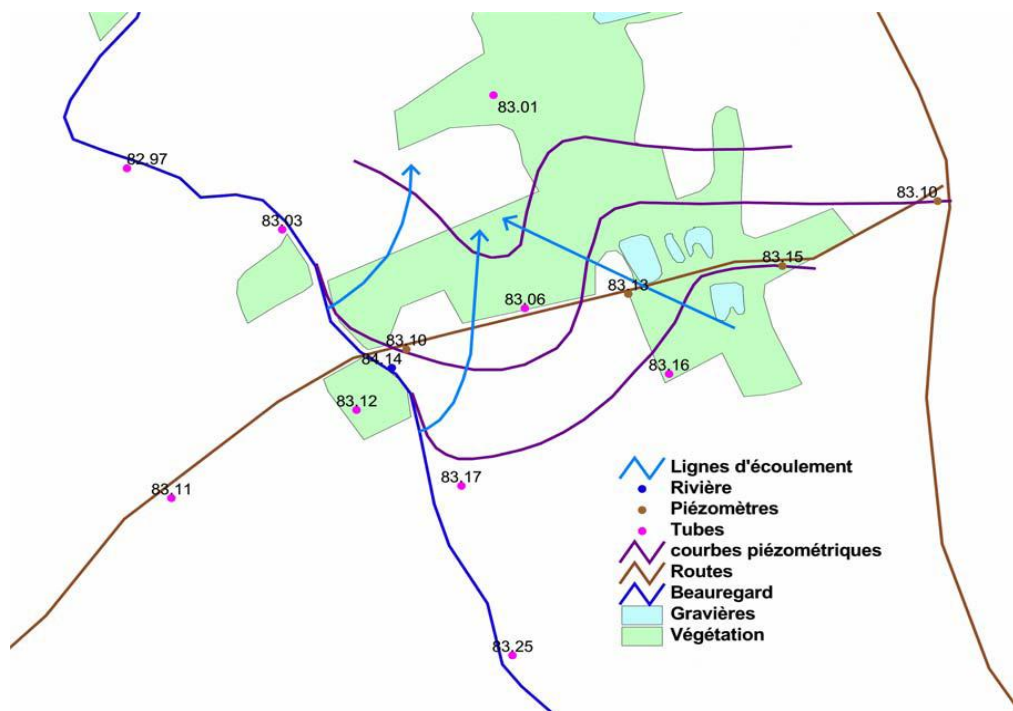 83.01
82.97
83.03
83.10
83.15
83.13
83.06
83.10
84.14
83.16
83.12
83.17
83.11
83.25
Lignes d'écoulement
Rivière
Piézomètres
Tubes
courbes piézométriques
Routes
Beauregard
Gravières
Végétation